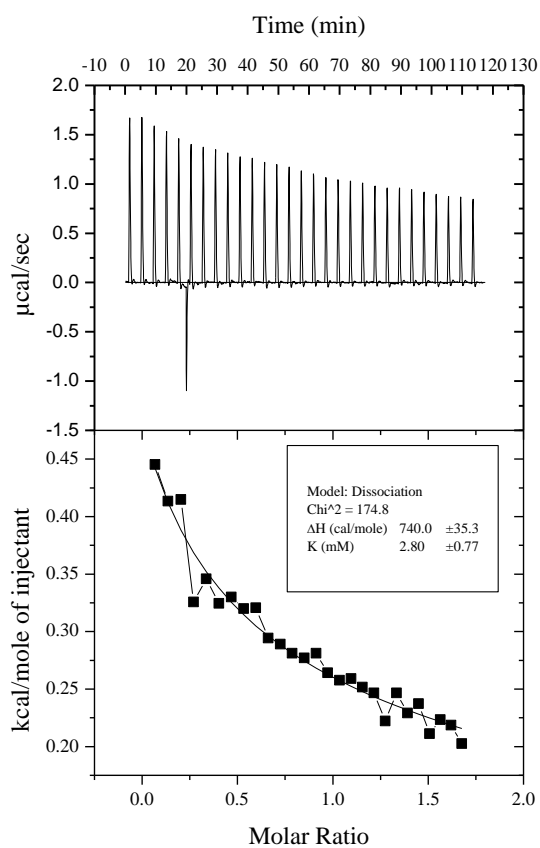 Time (min)
-10 0 10 20 30 40 50 60 70 80 90 100 110 120 130
2.0
1.5
1.0
0.5
0.0
-0.5
-1.0
-1.5
µcal/sec
0.45
0.40
0.35
0.30
0.25
0.20
kcal/mole of injectant
Model: Dissociation
Chi^2 = 174.8
ΔH (cal/mole) 740.0 ±35.3
K (mM) 2.80 ±0.77
0.0 0.5 1.0 1.5 2.0
Molar Ratio